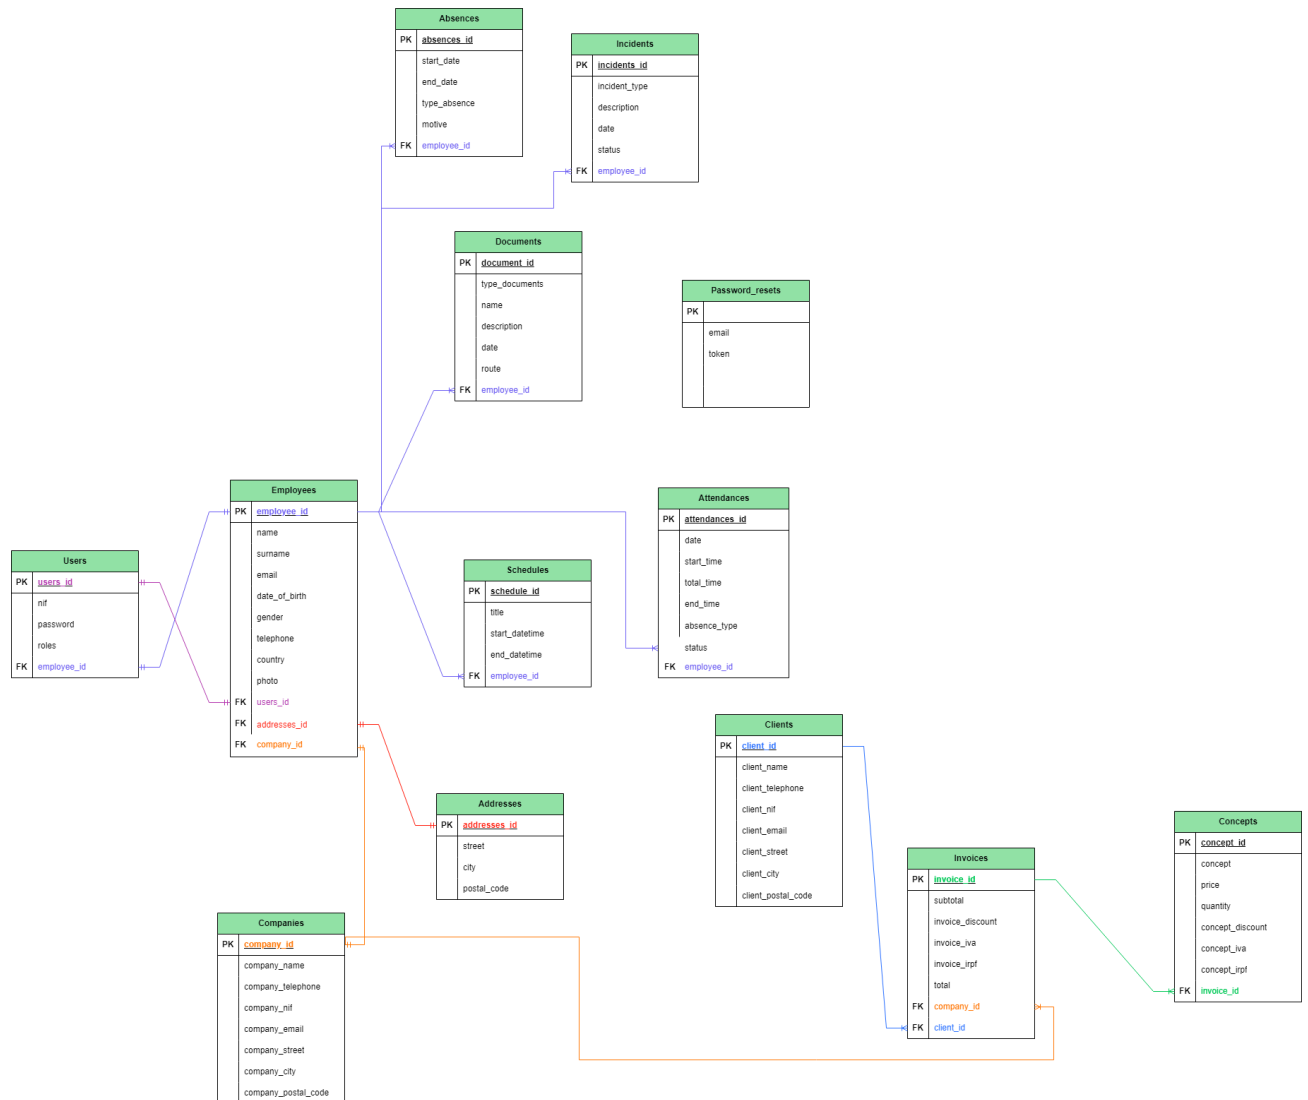 Absences
PK absences_id
start_date
end_date
type_absence
motive
FK employee_id
Incidents
PK incidents_id
incident_type
description
date
status
FK employee_id
Documents
PK document_id
type_documents
name
description
date
route
FK employee_id
Password_resets
PK
email
token
Employees
PK employee_id
name
surname
email
date_of_birth
gender
telephone
country
photo
FK users_id
FK addresses_id
FK company_id
Users
PK users_id
nif
password
roles
FK employee_id
Schedules
PK schedule_id
title
start_datetime
end_datetime
FK employee_id
Attendances
PK attendances_id
date
start_time
total_time
end_time
absence_type
status
FK employee_id
Addresses
PK addresses_id
street
city
postal_code
Clients
PK client_id
client_name
client_telephone
client_nif
client_email
client_street
client_city
client_postal_code
Invoices
PK invoice_id
subtotal
invoice_discount
invoice_iva
invoice_irpf
total
FK company_id
FK client_id
Concepts
PK concept_id
concept
price
quantity
concept_discount
concept_iva
concept_irpf
FK invoice_id
Companies
PK company_id
company_name
company_telephone
company_nif
company_email
company_street
company_city
company_postal_code